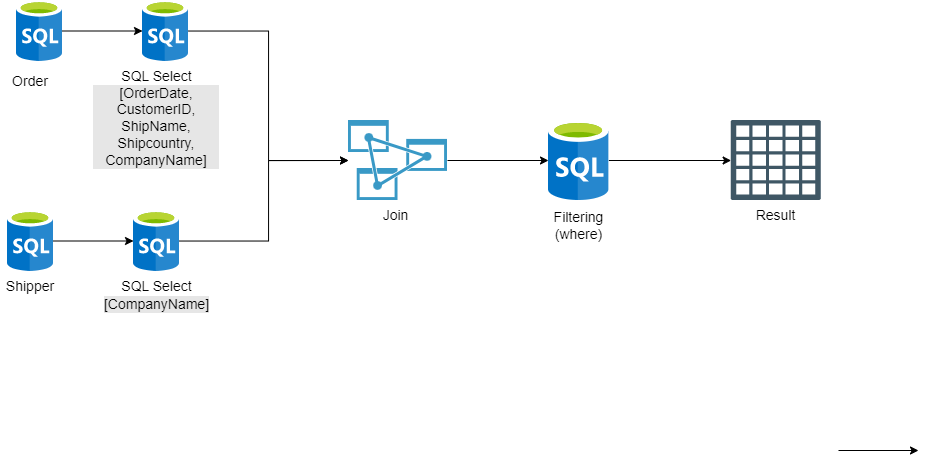 SQL
SQL
Order
SQL Select
[OrderDate,
CustomerID,
ShipName,
Shipcountry,
CompanyName]
SQL
Join
Filtering
(where)
Result
SQL
SQL
Shipper
SQL Select
[CompanyName]